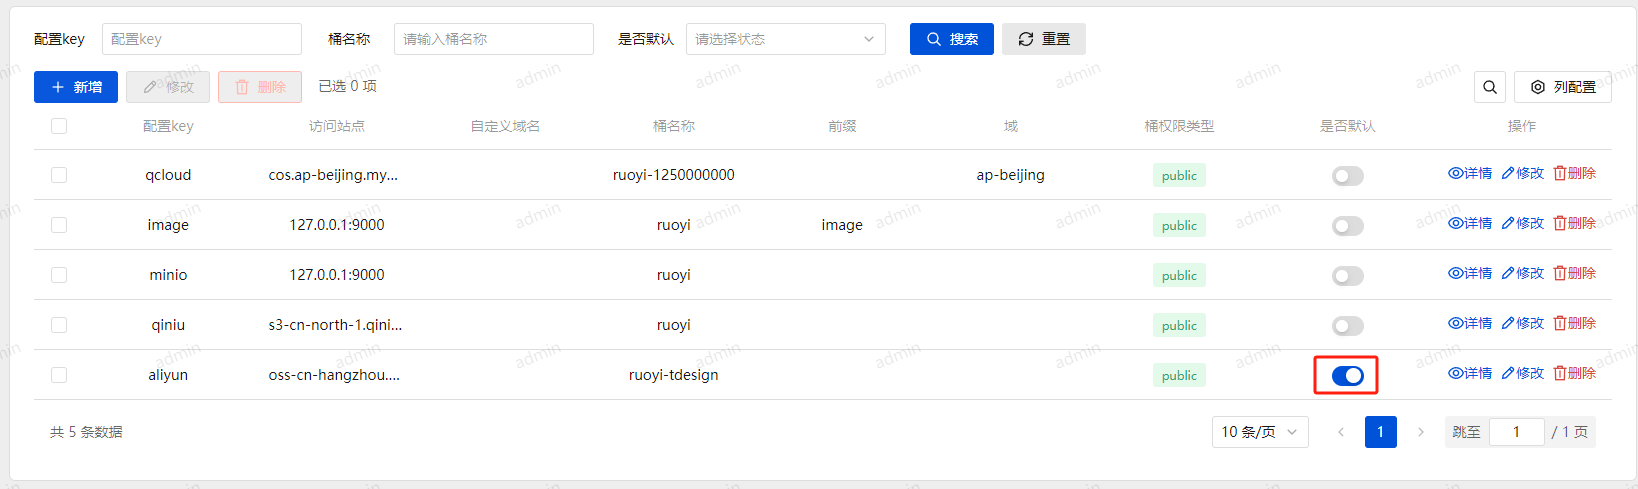 配置key 配置key 桶名称 请输入桶名称 是否默认 请选择状态 搜索 重置
新增 修改 删除 已选 0 项 列配置
配置key 访问站点 自定义域名 桶名称 前缀 域 桶权限类型 是否默认 操作
qcloud cos.ap-beijing.my... ruoyi-1250000000 ap-beijing public 详情 修改 删除
image 127.0.0.1:9000 ruoyi image public 详情 修改 删除
minio 127.0.0.1:9000 ruoyi public 详情 修改 删除
qiniu s3-cn-north-1.qini... ruoyi public 详情 修改 删除
aliyun oss-cn-hangzhou.... ruoyi-tdesign public 详情 修改 删除
共 5 条数据 10 条/页 1 跳至 1 / 1 页
admin